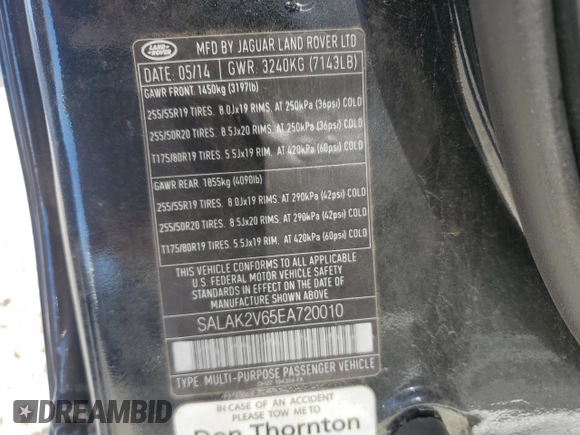 LAND ROVER
MFD BY JAGUAR LAND ROVER LTD
DATE: 05/14 GWR. 3240KG (7143LB)
GAWR FRONT. 1450kg (3197lb)
255/55R19 TIRES. 8.0Jx19 RIMS. AT 250kPa (36psi) COLD
255/50R20 TIRES. 8.5Jx20 RIMS. AT 250kPa (36psi) COLD
T175/80R19 TIRES. 5.5Jx19 RIM. AT 420kPa (60psi) COLD
GAWR REAR. 1855kg (4090lb)
255/55R19 TIRES. 8.0Jx19 RIMS. AT 290kPa (42psi) COLD
255/50R20 TIRES. 8.5Jx20 RIMS. AT 290kPa (42psi) COLD
T175/80R19 TIRES. 5.5Jx19 RIM. AT 420kPa (60psi) COLD
THIS VEHICLE CONFORMS TO ALL APPLICABLE
U.S. FEDERAL MOTOR VEHICLE SAFETY
STANDARDS IN EFFECT ON THE DATE OF
MANUFACTURE SHOWN ABOVE.
SALAK2V65EA720010
TYPE: MULTI-PURPOSE PASSENGER VEHICLE
IN CASE OF AN ACCIDENT
PLEASE TOW ME TO
Don Thornton
DREAMBID